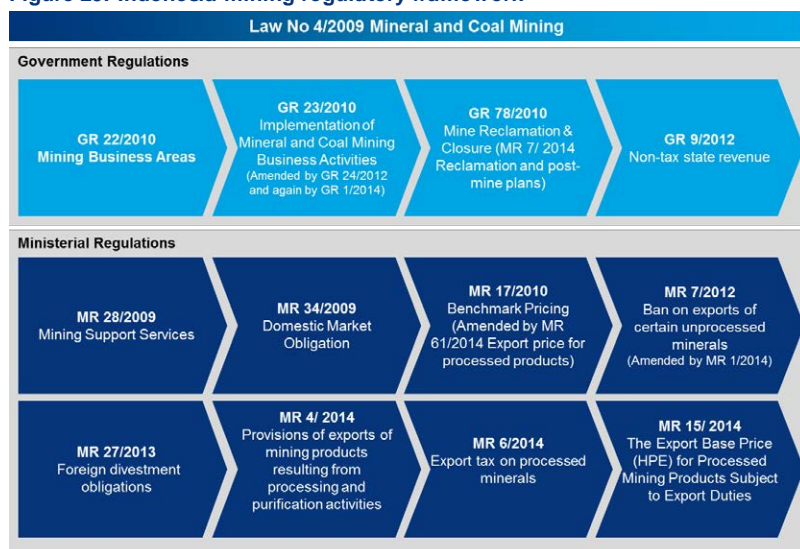 Law No 4/2009 Mineral and Coal Mining
Government Regulations
GR 22/2010
Mining Business Areas
GR 23/2010
Implementation of
Mineral and Coal Mining
Business Activities
(Amended by GR 24/2012
and again by GR 1/2014)
GR 78/2010
Mine Reclamation &
Closure (MR 7/ 2014
Reclamation and post-
mine plans)
GR 9/2012
Non-tax state revenue
Ministerial Regulations
MR 28/2009
Mining Support Services
MR 34/2009
Domestic Market
Obligation
MR 17/2010
Benchmark Pricing
(Amended by MR
61/2014 Export price for
processed products)
MR 7/2012
Ban on exports of
certain unprocessed
minerals
(Amended by MR 1/2014)
MR 27/2013
Foreign divestment
obligations
MR 4/ 2014
Provisions of exports of
mining products
resulting from
processing and
purification activities
MR 6/2014
Export tax on processed
minerals
MR 15/ 2014
The Export Base Price
(HPE) for Processed
Mining Products Subject
to Export Duties